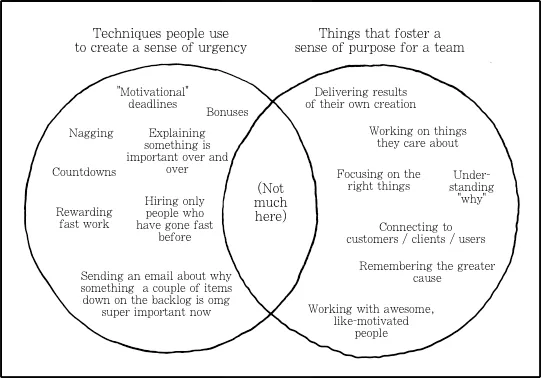 Techniques people use
to create a sense of urgency
Things that foster a
sense of purpose for a team
"Motivational"
deadlines
Bonuses
Nagging
Explaining
something is
important over and
over
Countdowns
Rewarding
fast work
Hiring only
people who
have gone fast
before
Sending an email about why
something a couple of items
down on the backlog is omg
super important now
(Not
much
here)
Delivering results
of their own creation
Working on things
they care about
Focusing on the
right things
Under-
standing
"why"
Connecting to
customers / clients / users
Remembering the greater
cause
Working with awesome,
like-motivated
people